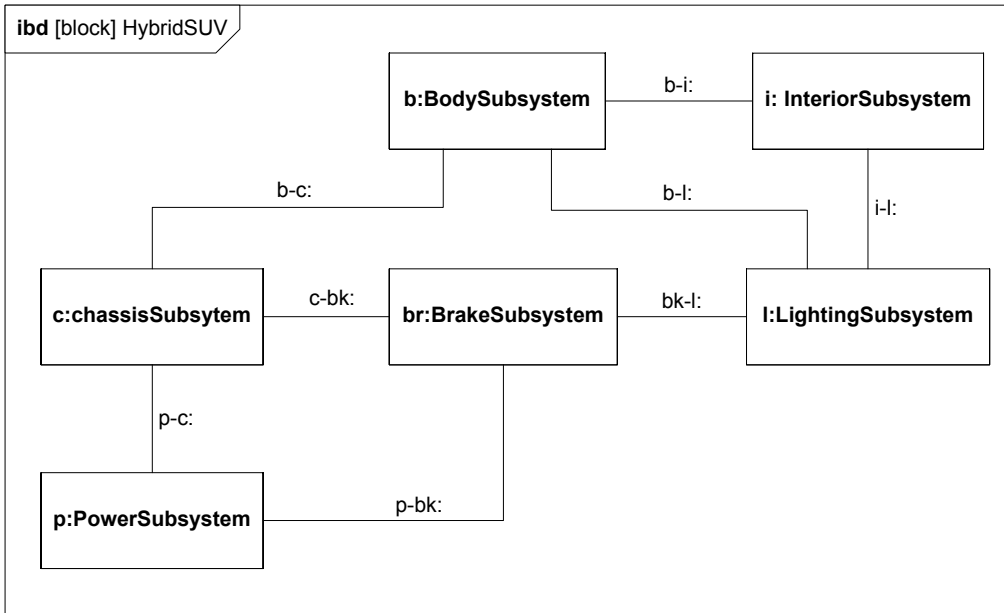 ibd [block] HybridSUV
b:BodySubsystem
b-i:
i: InteriorSubsystem
b-c:
b-l:
i-l:
c:chassisSubsytem
c-bk:
br:BrakeSubsystem
bk-l:
l:LightingSubsystem
p-c:
p:PowerSubsystem
p-bk: